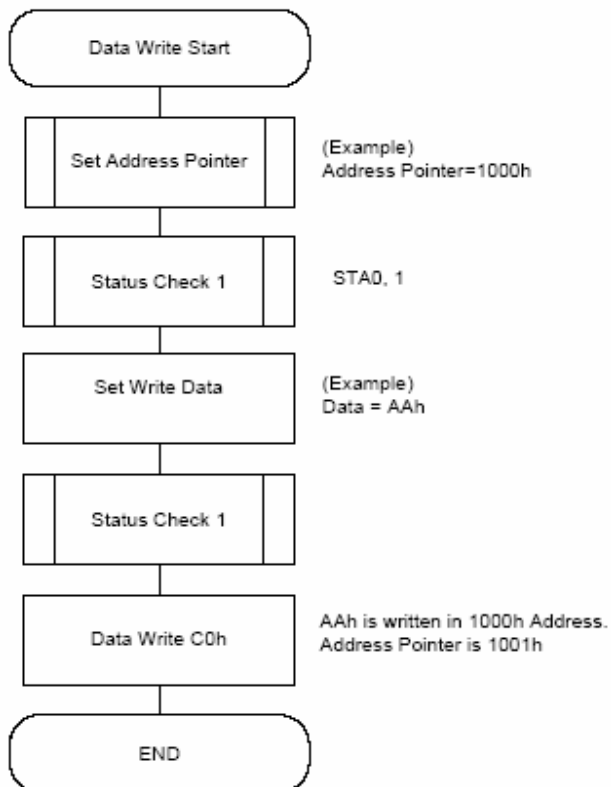 Data Write Start
Set Address Pointer
(Example)
Address Pointer=1000h
Status Check 1
STA0, 1
Set Write Data
(Example)
Data = AAh
Status Check 1
Data Write C0h
AAh is written in 1000h Address.
Address Pointer is 1001h
END